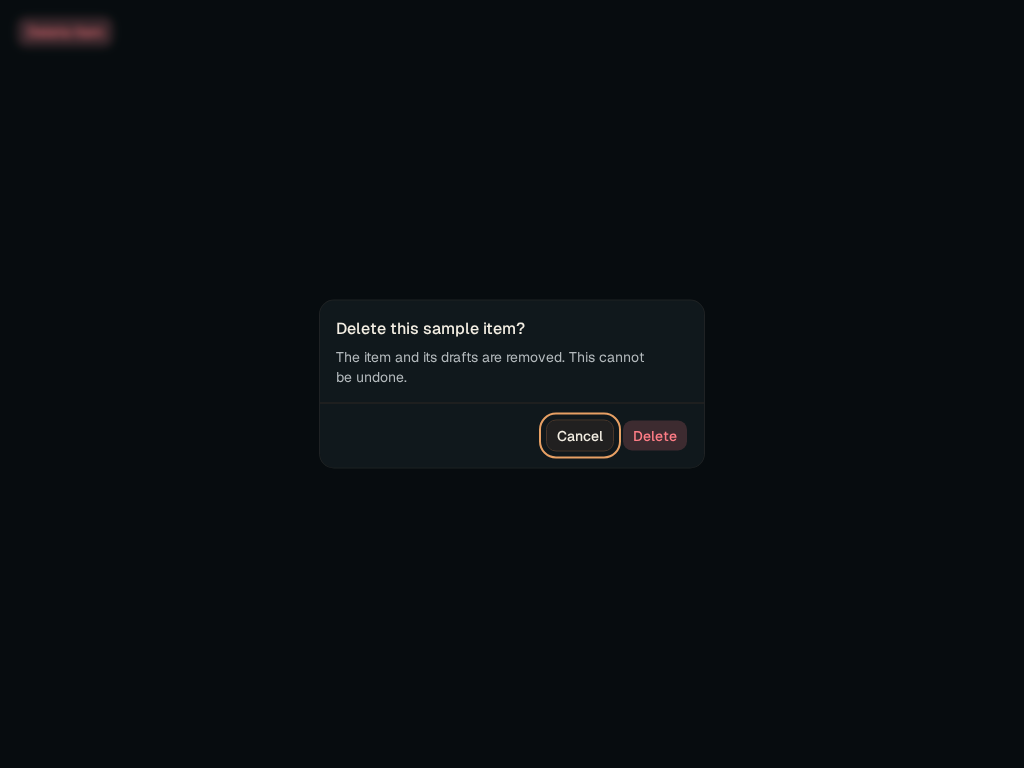 Delete this sample item?
The item and its drafts are removed. This cannot
be undone.
Cancel
Delete